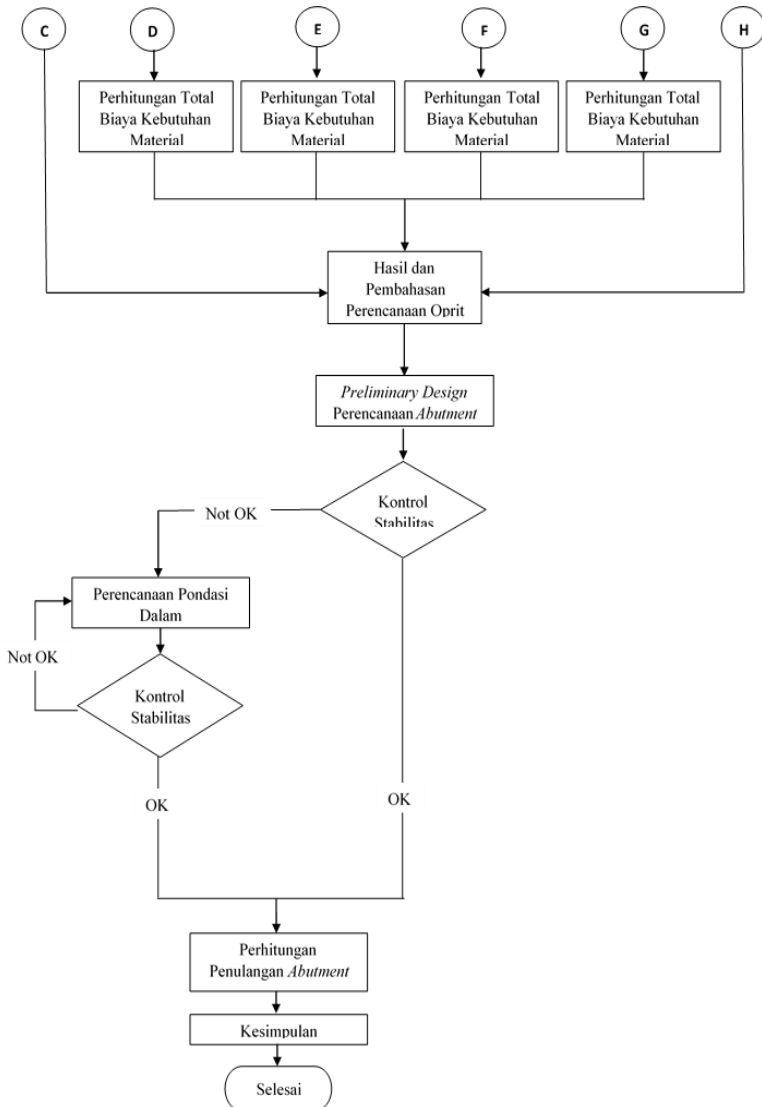 C
D
E
F
G
H
Perhitungan Total
Biaya Kebutuhan
Material
Perhitungan Total
Biaya Kebutuhan
Material
Perhitungan Total
Biaya Kebutuhan
Material
Perhitungan Total
Biaya Kebutuhan
Material
Hasil dan
Pembahasan
Perencanaan Oprit
Preliminary Design
Perencanaan Abutment
Kontrol
Stabilitas
Not OK
Perencanaan Pondasi
Dalam
Not OK
Kontrol
Stabilitas
OK
OK
Perhitungan
Penulangan Abutment
Kesimpulan
Selesai